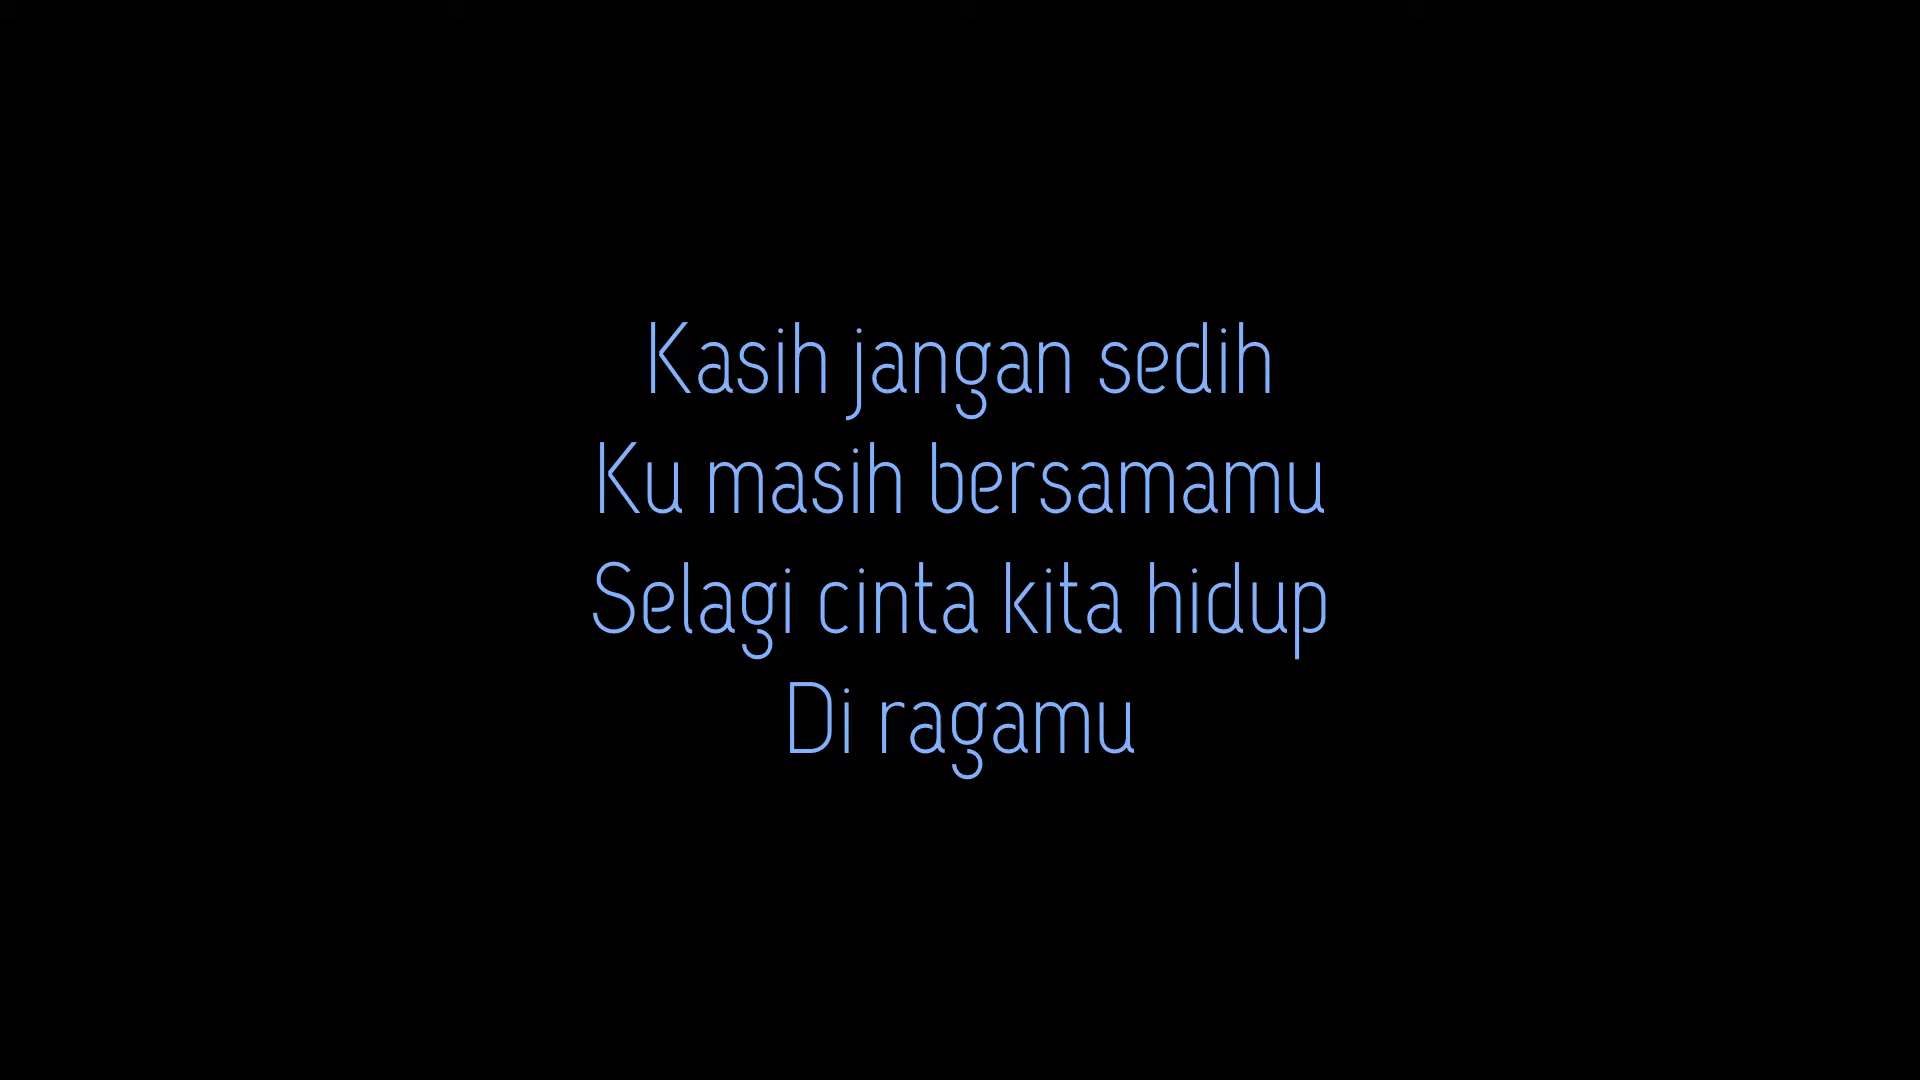 Kasih jangan sedih
Ku masih bersamamu
Selagi cinta kita hidup
Di ragamu